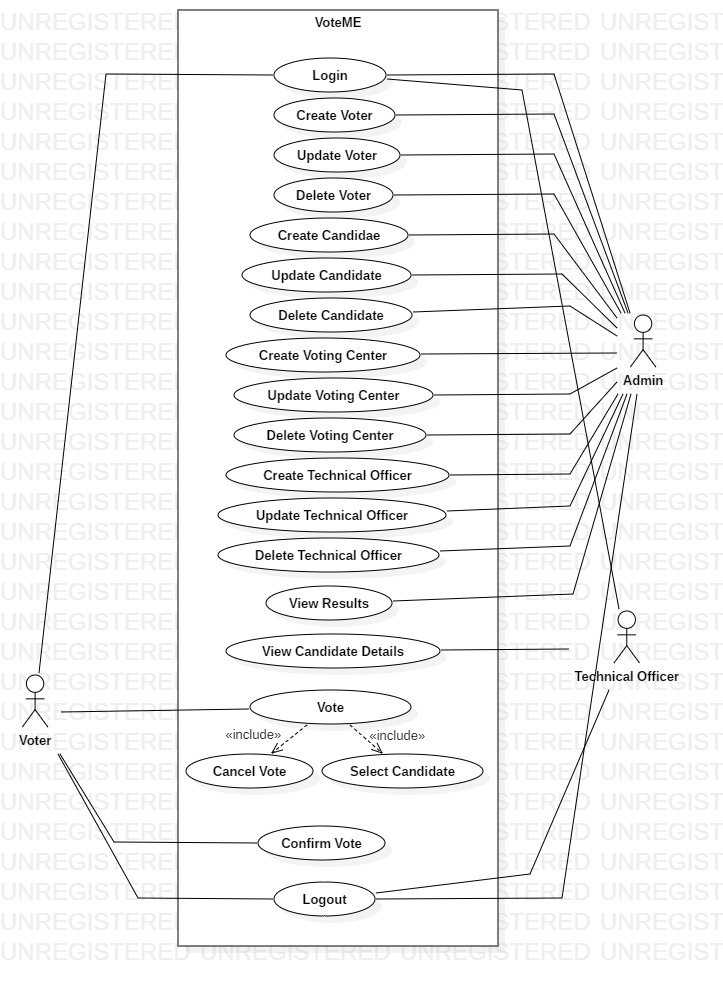 VoteME
Login
Create Voter
Update Voter
Delete Voter
Create Candidae
Update Candidate
Delete Candidate
Create Voting Center
Admin
Update Voting Center
Delete Voting Center
Create Technical Officer
Update Technical Officer
Delete Technical Officer
View Results
View Candidate Details
Technical Officer
Vote
«include»
«include»
Voter
Cancel Vote
Select Candidate
Confirm Vote
Logout
UNREGISTERED UNREGISTERED UNREGISTERED UNREGIST